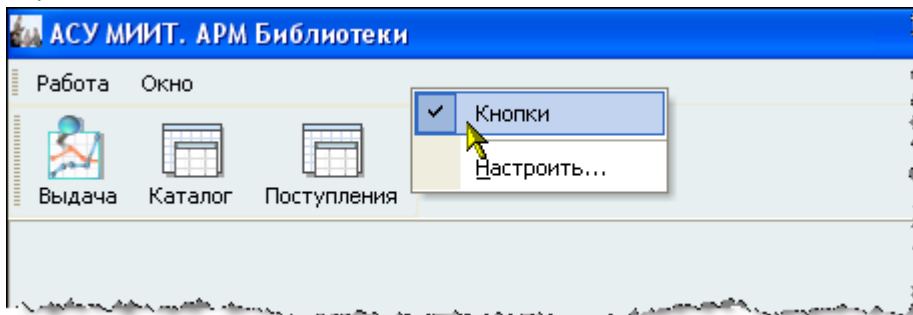 АСУ МИИТ. АРМ Библиотеки
Работа Окно
Кнопки
Настроить...
Выдача Каталог Поступления